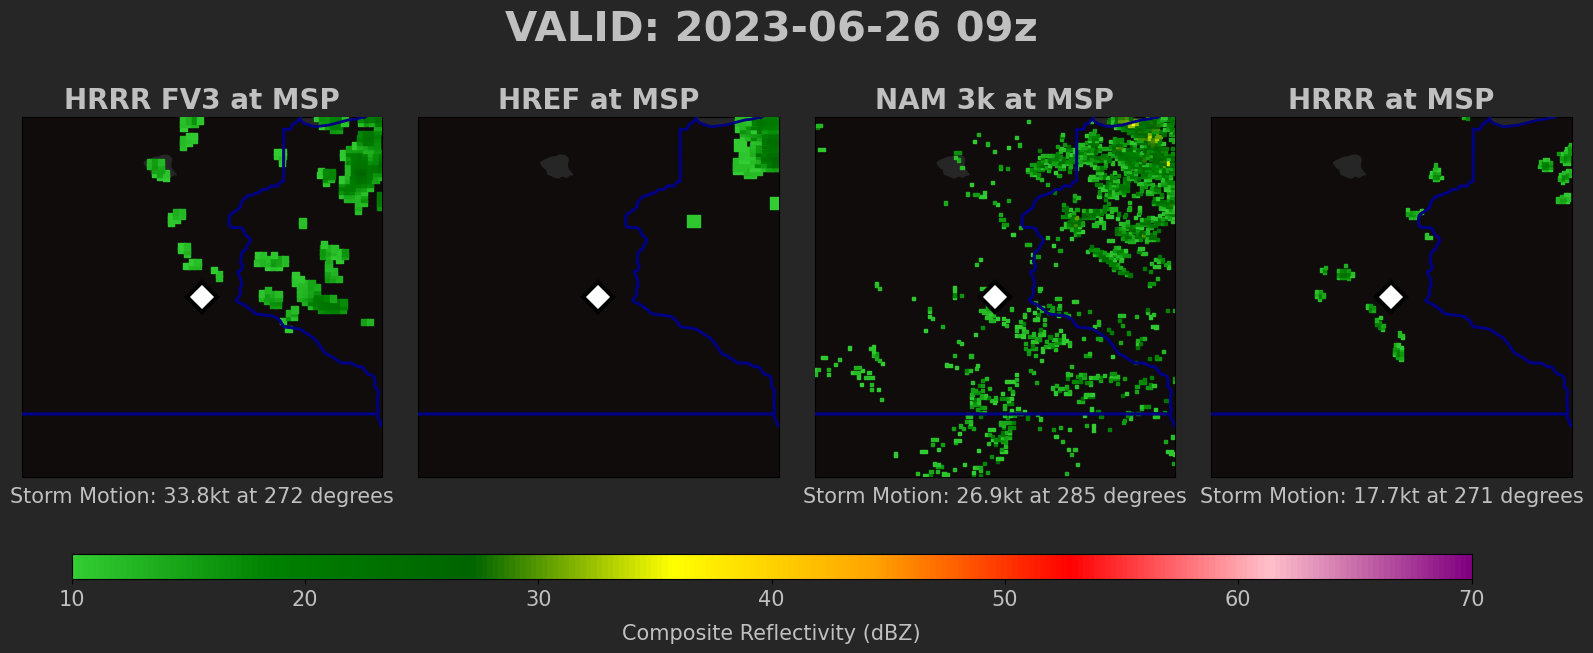 VALID: 2023-06-26 09z
HRRR FV3 at MSP
HREF at MSP
NAM 3k at MSP
HRRR at MSP
Storm Motion: 33.8kt at 272 degrees
Storm Motion: 26.9kt at 285 degrees
Storm Motion: 17.7kt at 271 degrees
10 20 30 40 50 60 70
Composite Reflectivity (dBZ)